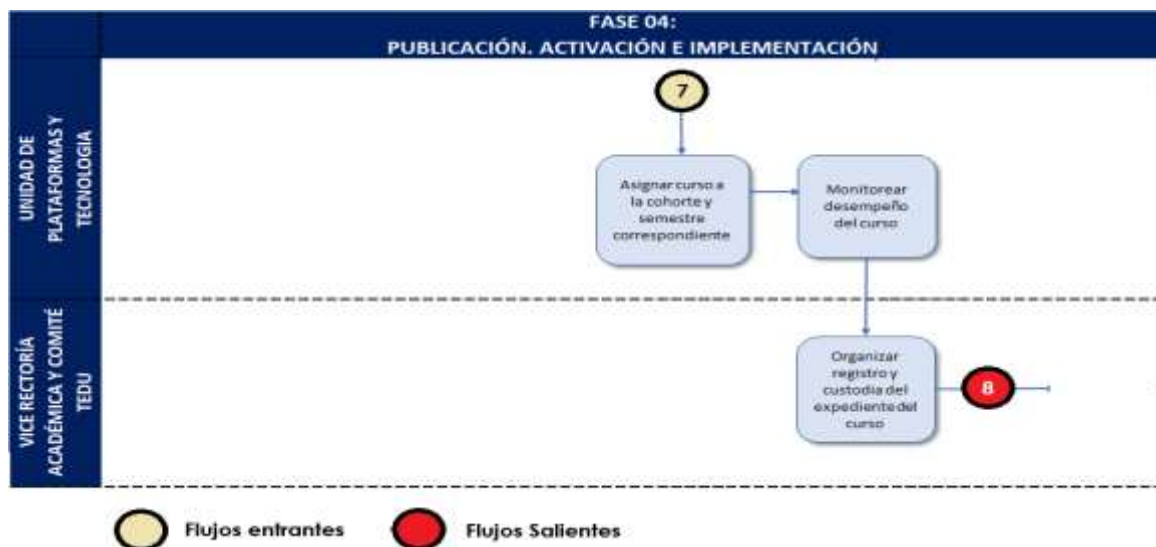 FASE 04:
PUBLICACIÓN. ACTIVACIÓN E IMPLEMENTACIÓN
UNIDAD DE
PLATAFORMAS Y
TECNOLOGIA
7
Asignar curso a
la cohorte y
semestre
correspondiente
Monitorear
desempeño
del curso
VICE RECTORÍA
ACADÉMICA Y COMITÉ
TEDU
Organizar
registro y
custodia del
expediente del
curso
8
Flujos entrantes
Flujos Salientes